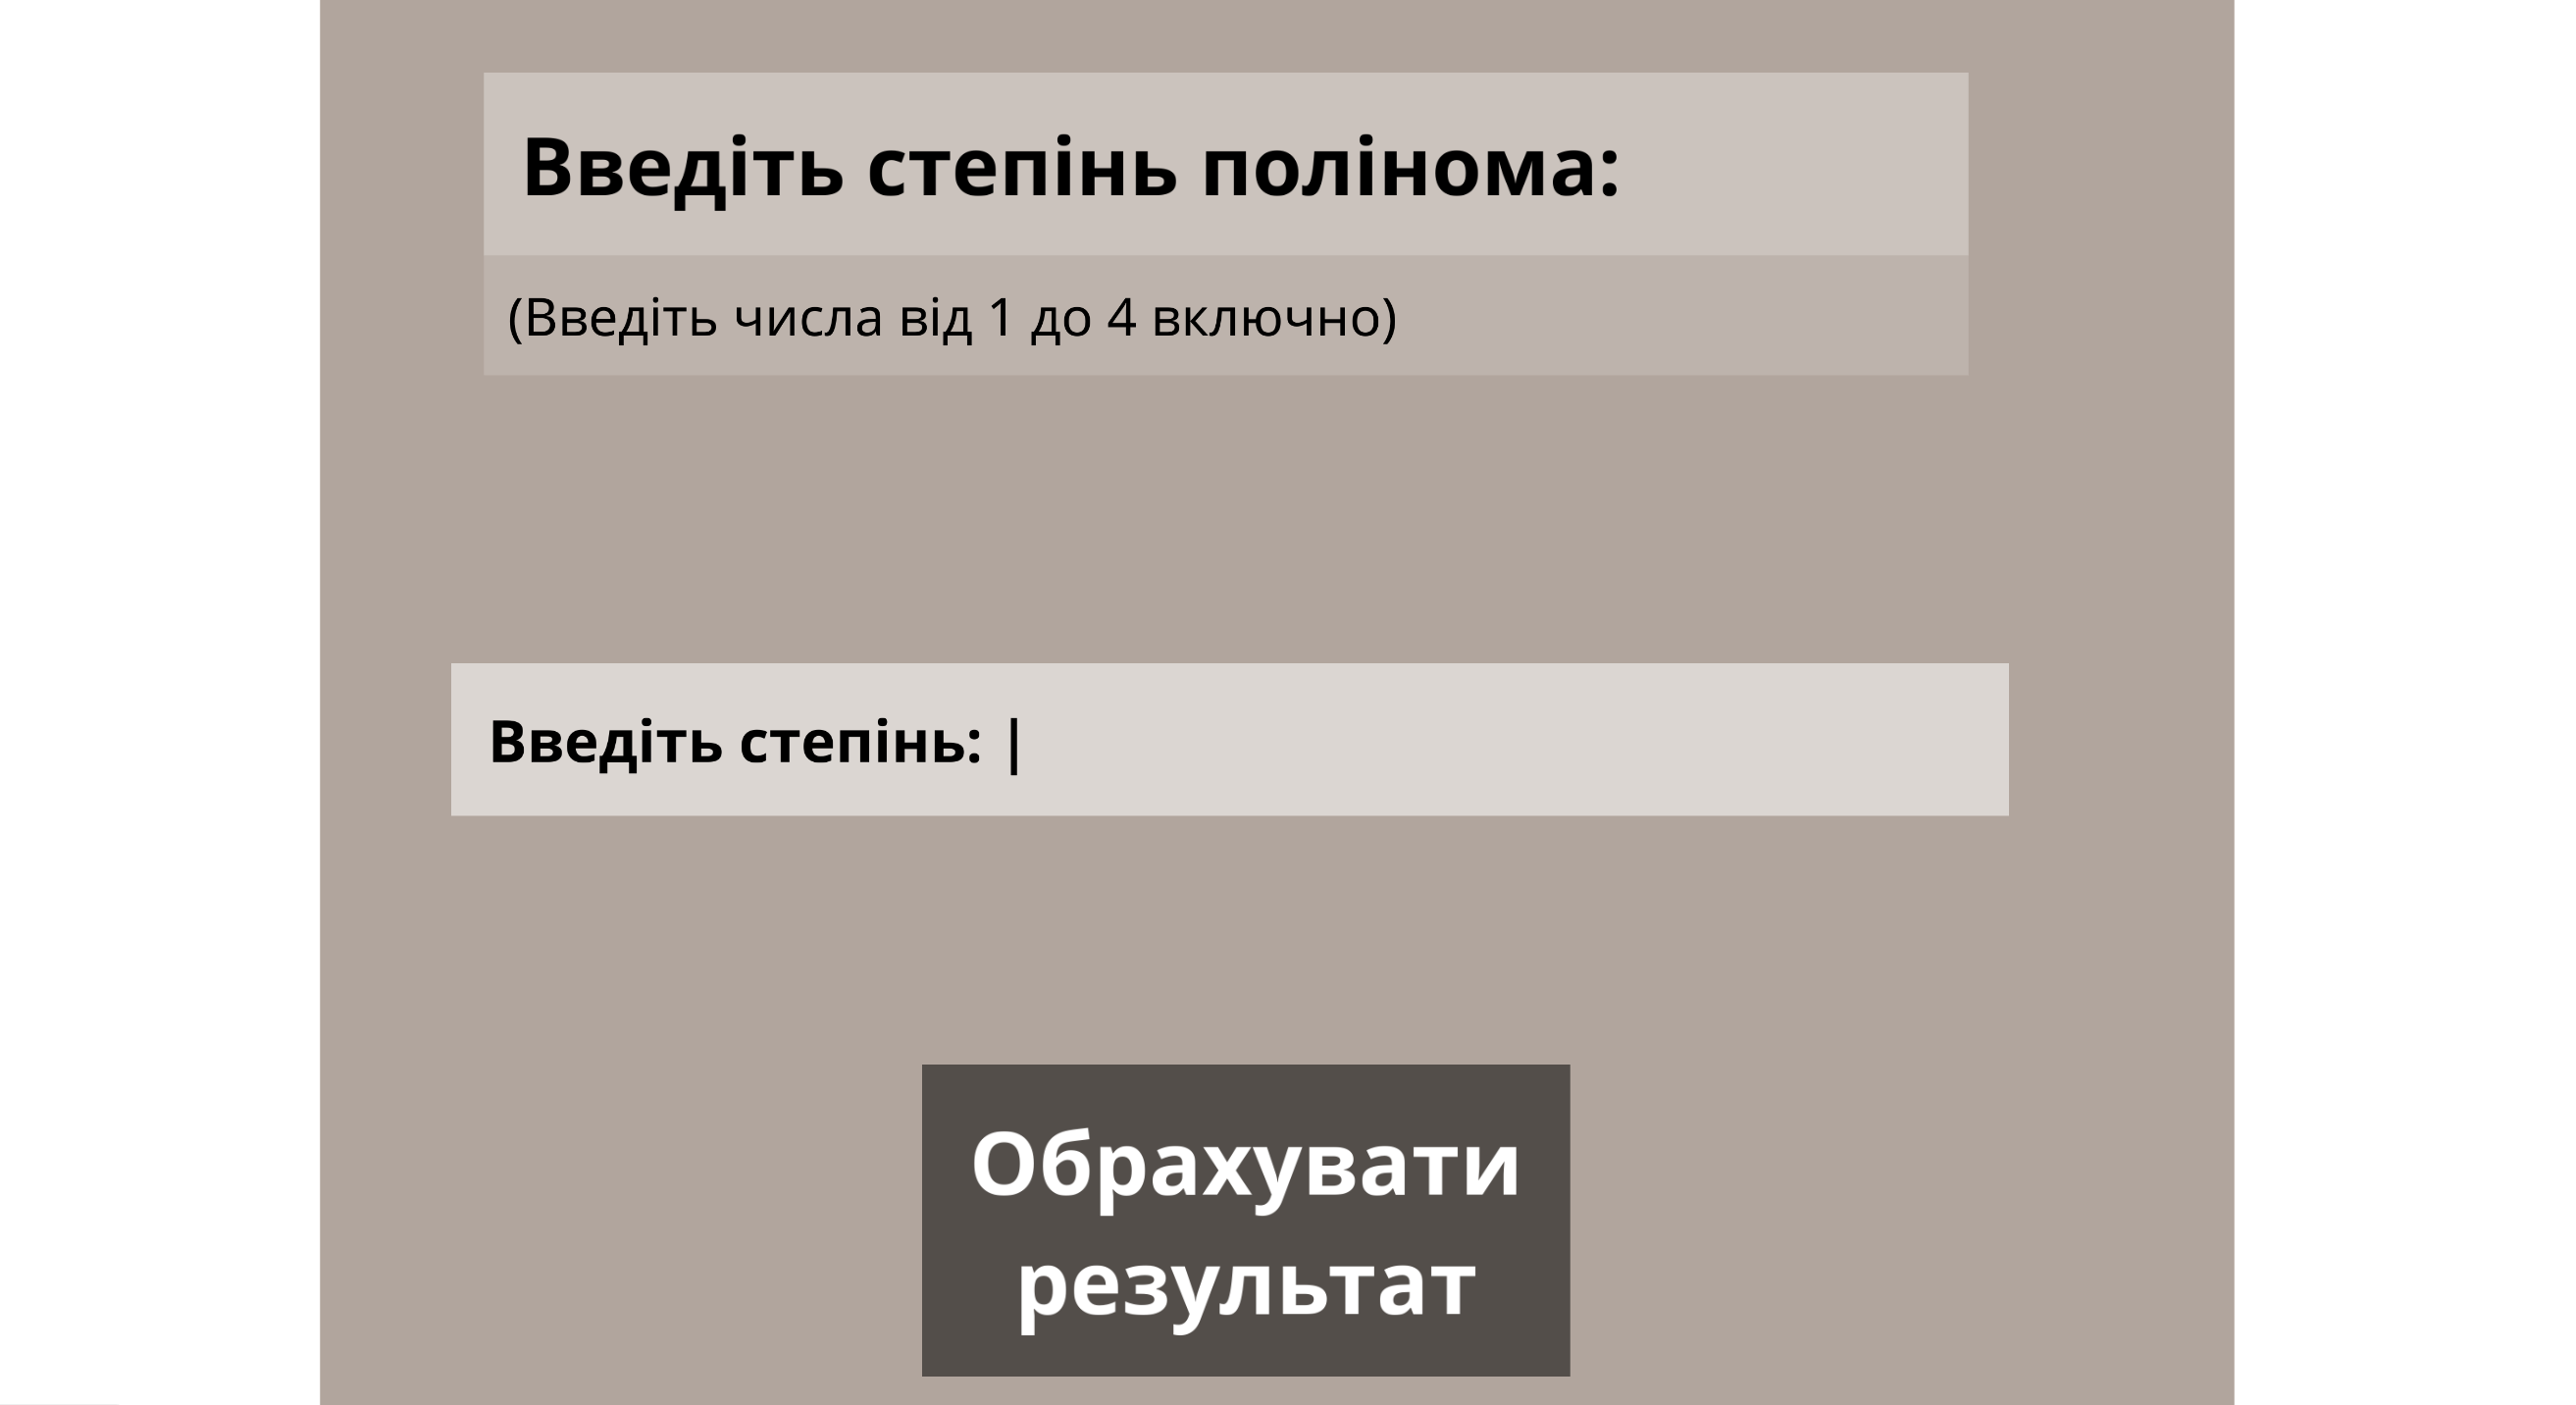 Введіть степінь полінома:
(Введіть числа від 1 до 4 включно)
Введіть степінь: |
Обрахувати
результат